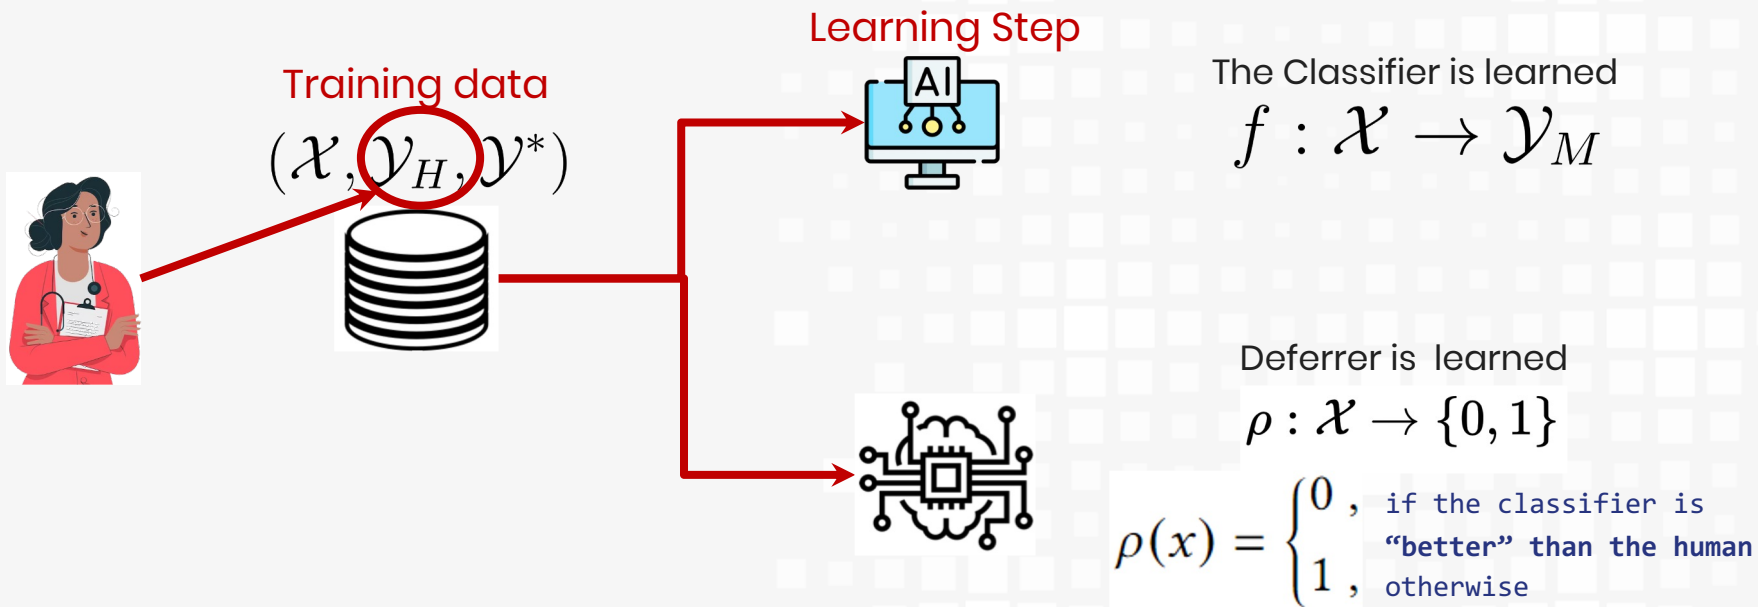 Learning Step
Training data
(𝒳, 𝒴_H, 𝒴*)
AI
The Classifier is learned
f : 𝒳 → 𝒴_M
Deferrer is learned
ρ : 𝒳 → {0, 1}
ρ(x) = { 0 , if the classifier is
“better” than the human
1 , otherwise